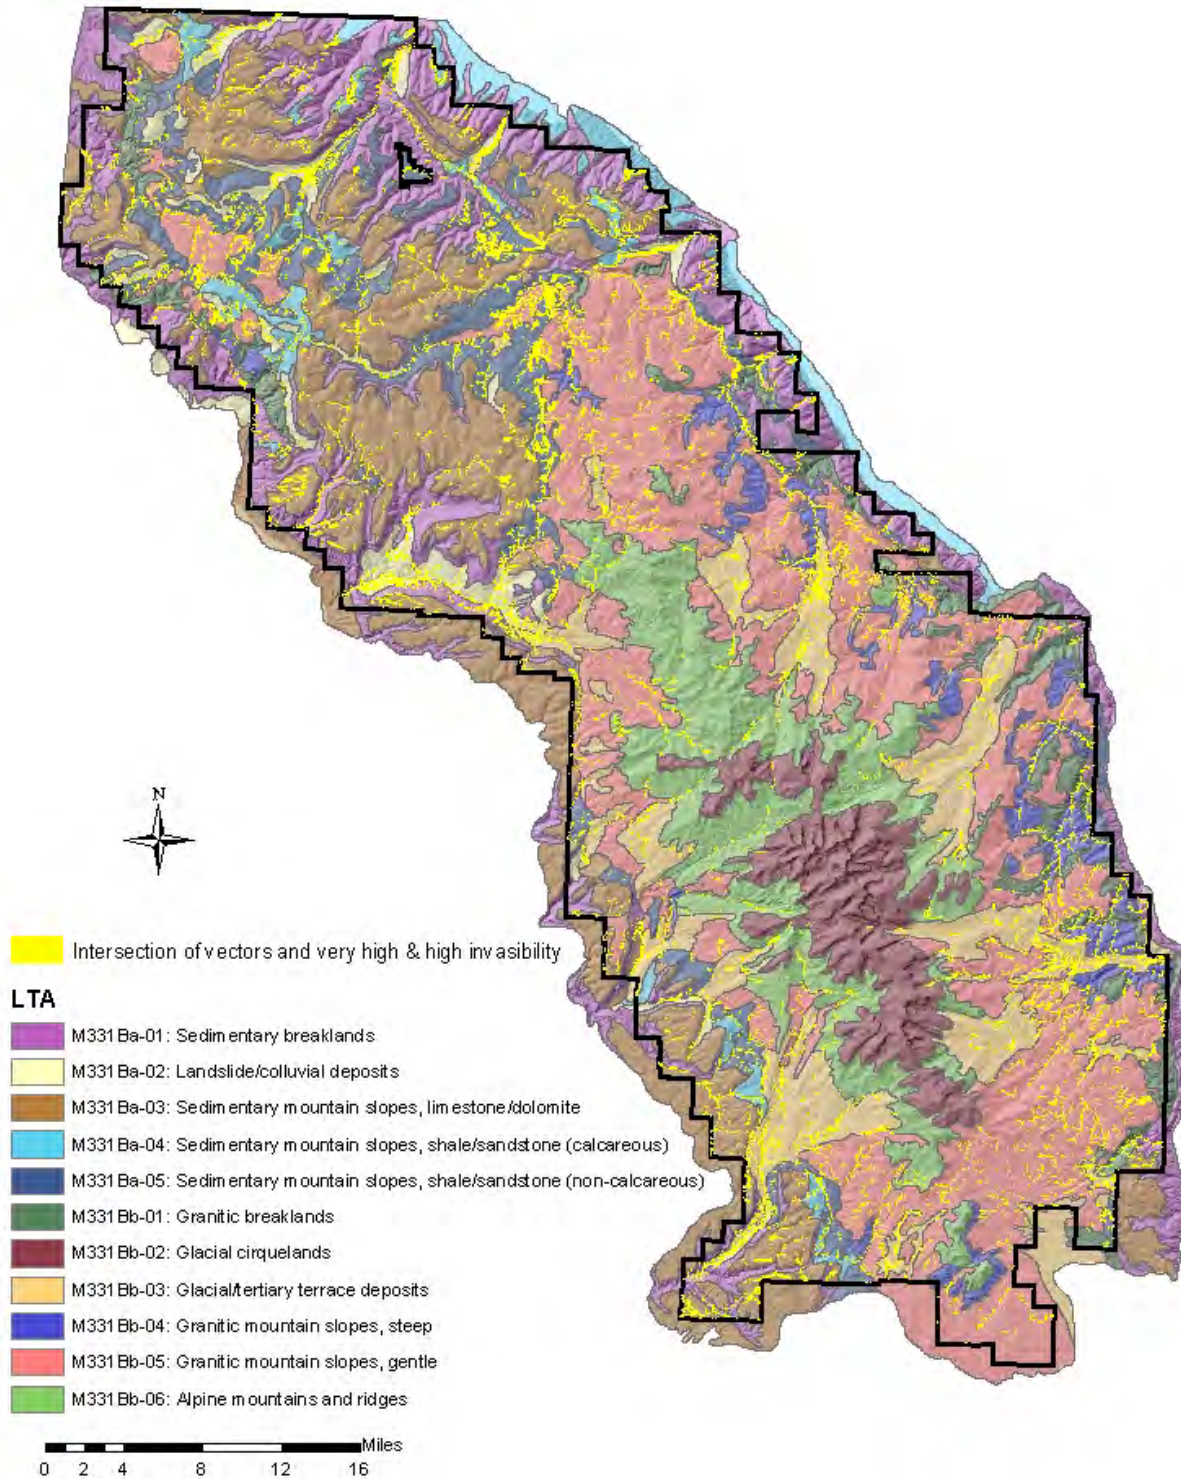 N
Intersection of vectors and very high & high invasibility
LTA
M331Ba-01: Sedimentary breaklands
M331Ba-02: Landslide/colluvial deposits
M331Ba-03: Sedimentary mountain slopes, limestone/dolomite
M331Ba-04: Sedimentary mountain slopes, shale/sandstone (calcareous)
M331Ba-05: Sedimentary mountain slopes, shale/sandstone (non-calcareous)
M331Bb-01: Granitic breaklands
M331Bb-02: Glacial cirquelands
M331Bb-03: Glacial/tertiary terrace deposits
M331Bb-04: Granitic mountain slopes, steep
M331Bb-05: Granitic mountain slopes, gentle
M331Bb-06: Alpine mountains and ridges
Miles
0 2 4 8 12 16